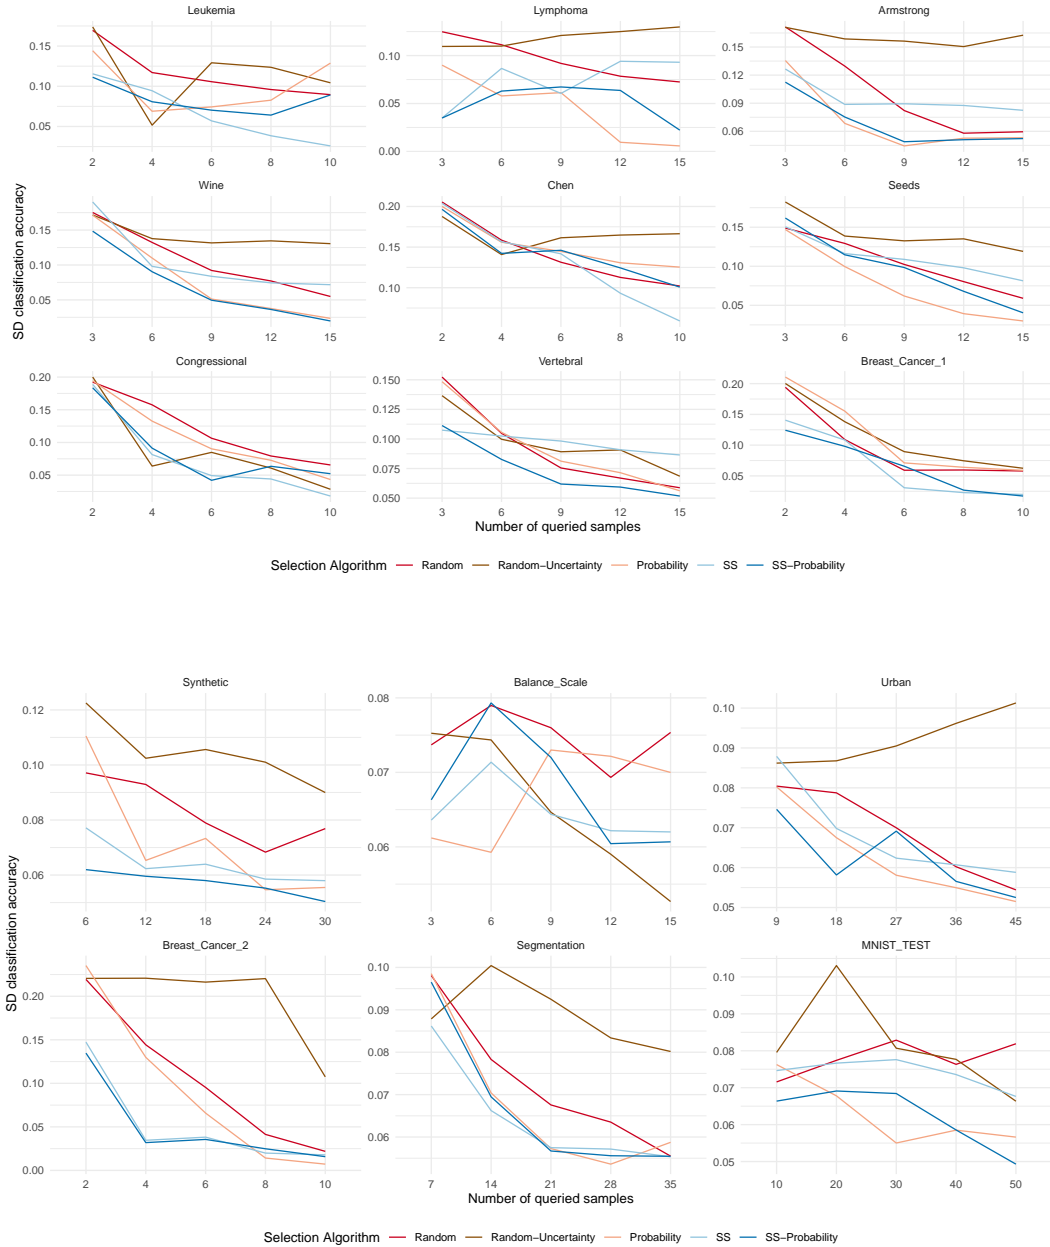 Leukemia
Lymphoma
Armstrong
0.15
0.10
0.05
2 4 6 8 10
0.10
0.05
0.00
3 6 9 12 15
0.15
0.12
0.09
0.06
3 6 9 12 15
Wine
Chen
Seeds
0.15
0.10
0.05
3 6 9 12 15
0.20
0.15
0.10
2 4 6 8 10
0.15
0.10
0.05
3 6 9 12 15
SD classification accuracy
Congressional
Vertebral
Breast_Cancer_1
0.20
0.15
0.10
0.05
2 4 6 8 10
0.150
0.125
0.100
0.075
0.050
3 6 9 12 15
0.20
0.15
0.10
0.05
2 4 6 8 10
Number of queried samples
Selection Algorithm Random Random−Uncertainty Probability SS SS−Probability
Synthetic
Balance_Scale
Urban
0.12
0.10
0.08
0.06
6 12 18 24 30
0.08
0.07
0.06
3 6 9 12 15
0.10
0.09
0.08
0.07
0.06
0.05
9 18 27 36 45
SD classification accuracy
Breast_Cancer_2
Segmentation
MNIST_TEST
0.20
0.15
0.10
0.05
0.00
2 4 6 8 10
0.10
0.09
0.08
0.07
0.06
7 14 21 28 35
0.10
0.09
0.08
0.07
0.06
0.05
10 20 30 40 50
Number of queried samples
Selection Algorithm Random Random−Uncertainty Probability SS SS−Probability